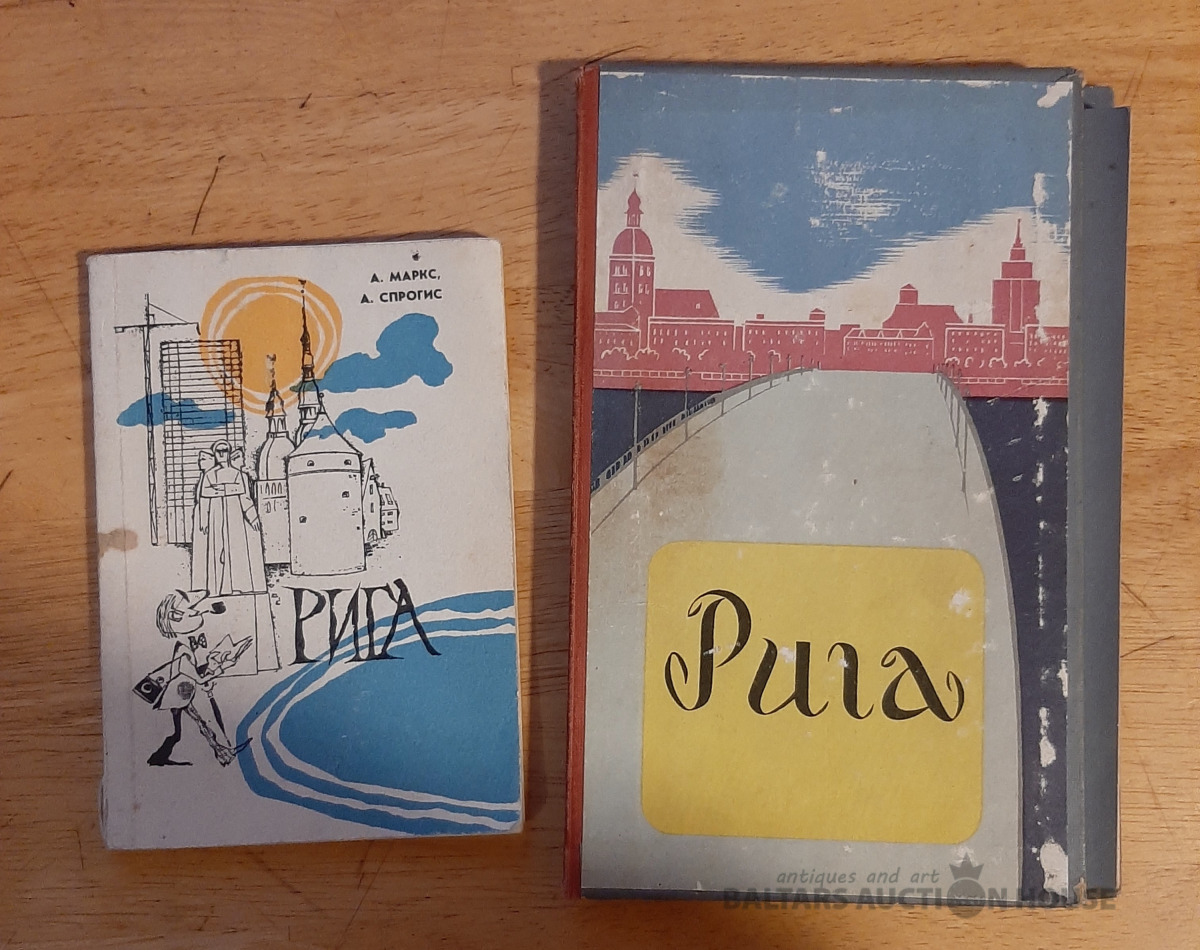 А. МАРКС,
А. СПРОГИС
РИГА
Рига
antiques and art
BALTARS AUCTION HOUSE